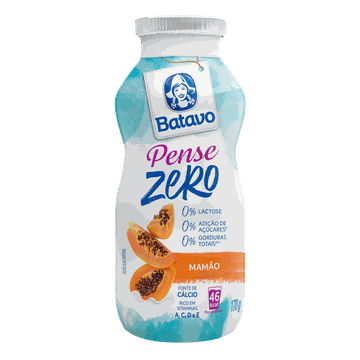 Batavo
Pense
ZERO
0% LACTOSE
0% ADIÇÃO DE
AÇÚCARES*
0% GORDURAS
TOTAIS**
MAMÃO
FONTE DE
CÁLCIO
RICO EM
VITAMINAS
A, C, D e E
46
kcal
170g